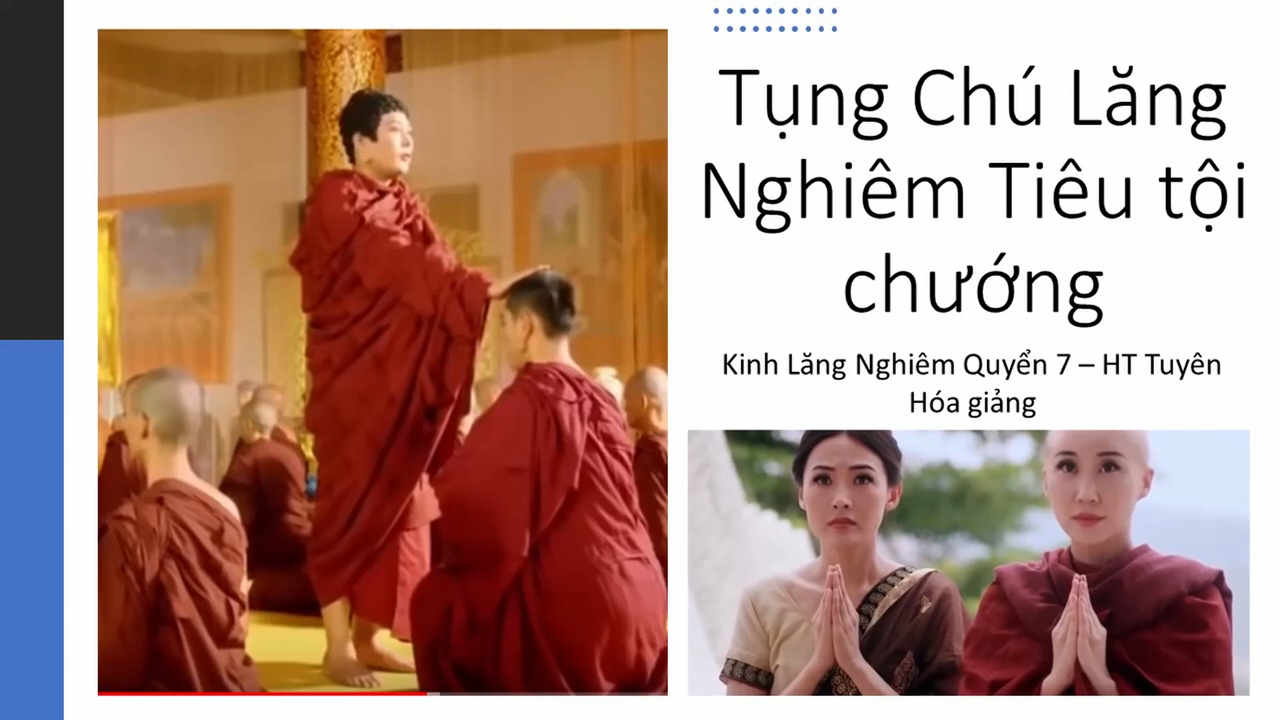 Tụng Chú Lăng
Nghiêm Tiêu tội
chướng
Kinh Lăng Nghiêm Quyển 7 – HT Tuyên
Hóa giảng